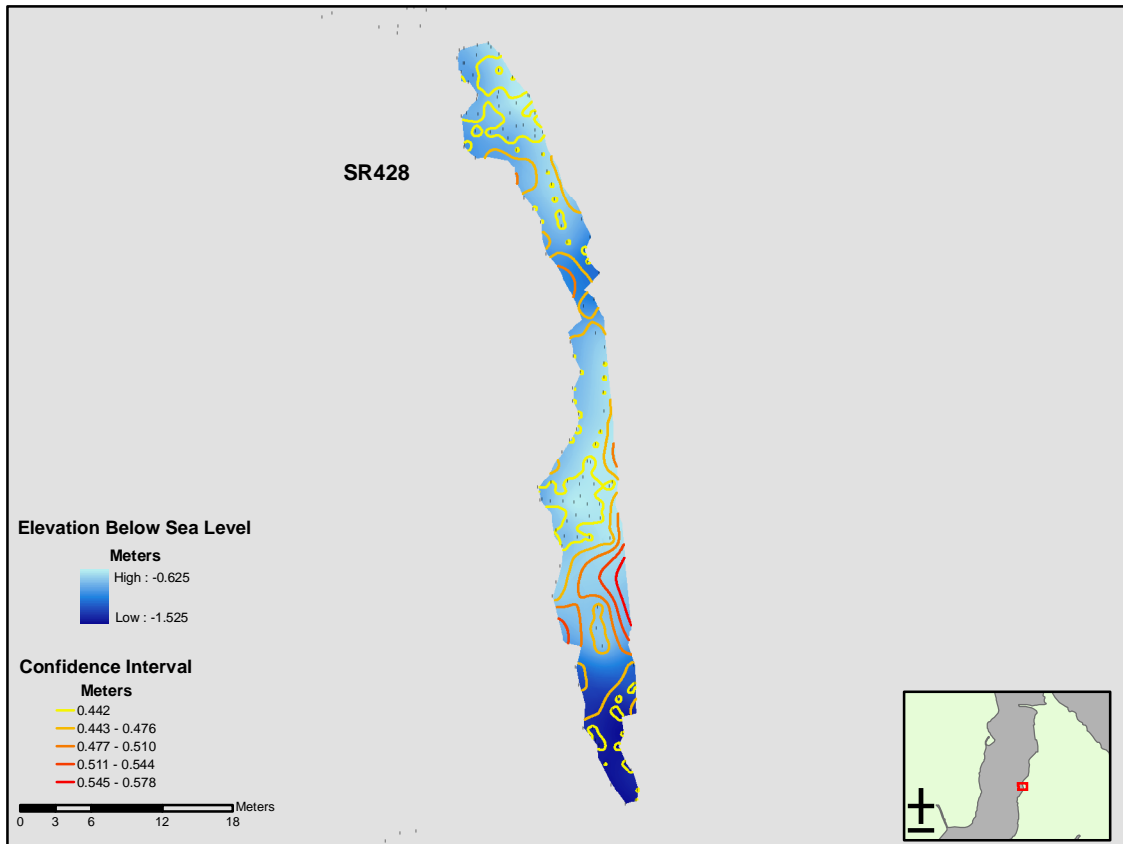 SR428
Elevation Below Sea Level
Meters
High : -0.625
Low : -1.525
Confidence Interval
Meters
0.442
0.443 - 0.476
0.477 - 0.510
0.511 - 0.544
0.545 - 0.578
Meters
0 3 6 12 18